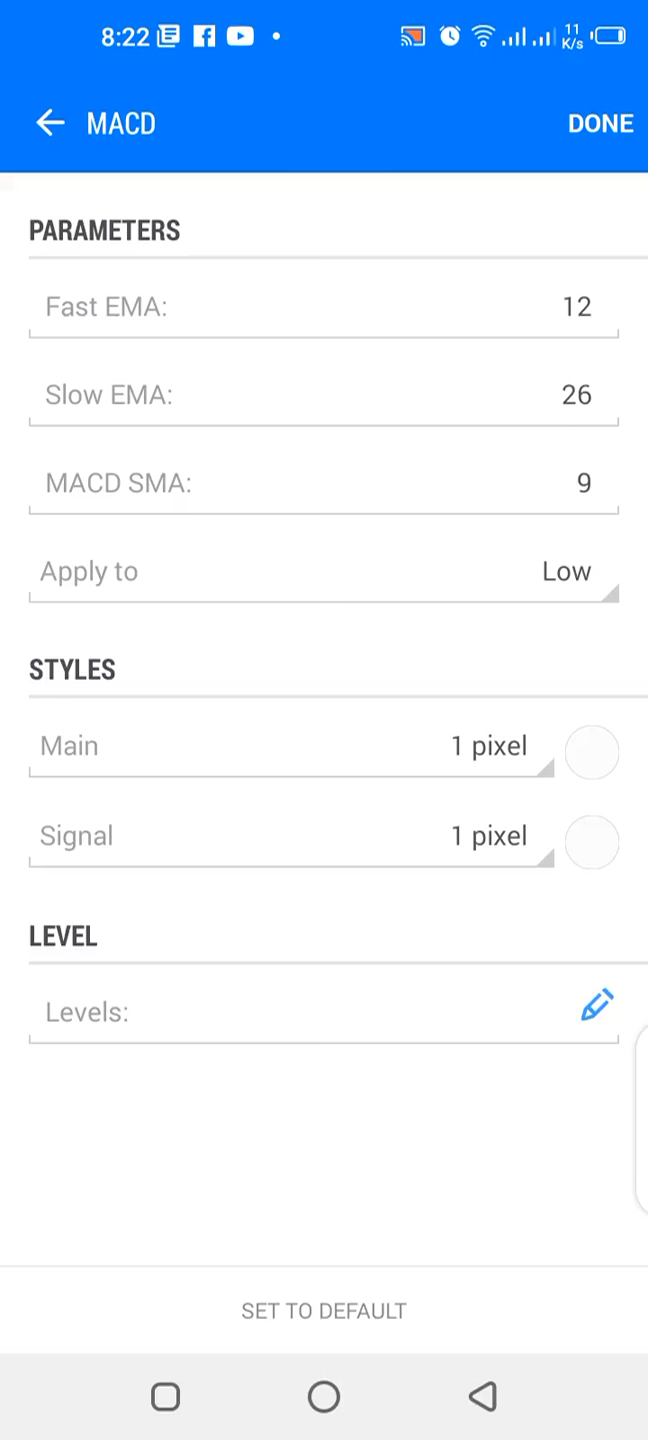 8:22 11 K/s
MACD DONE
PARAMETERS
Fast EMA: 12
Slow EMA: 26
MACD SMA: 9
Apply to Low
STYLES
Main 1 pixel
Signal 1 pixel
LEVEL
Levels:
SET TO DEFAULT